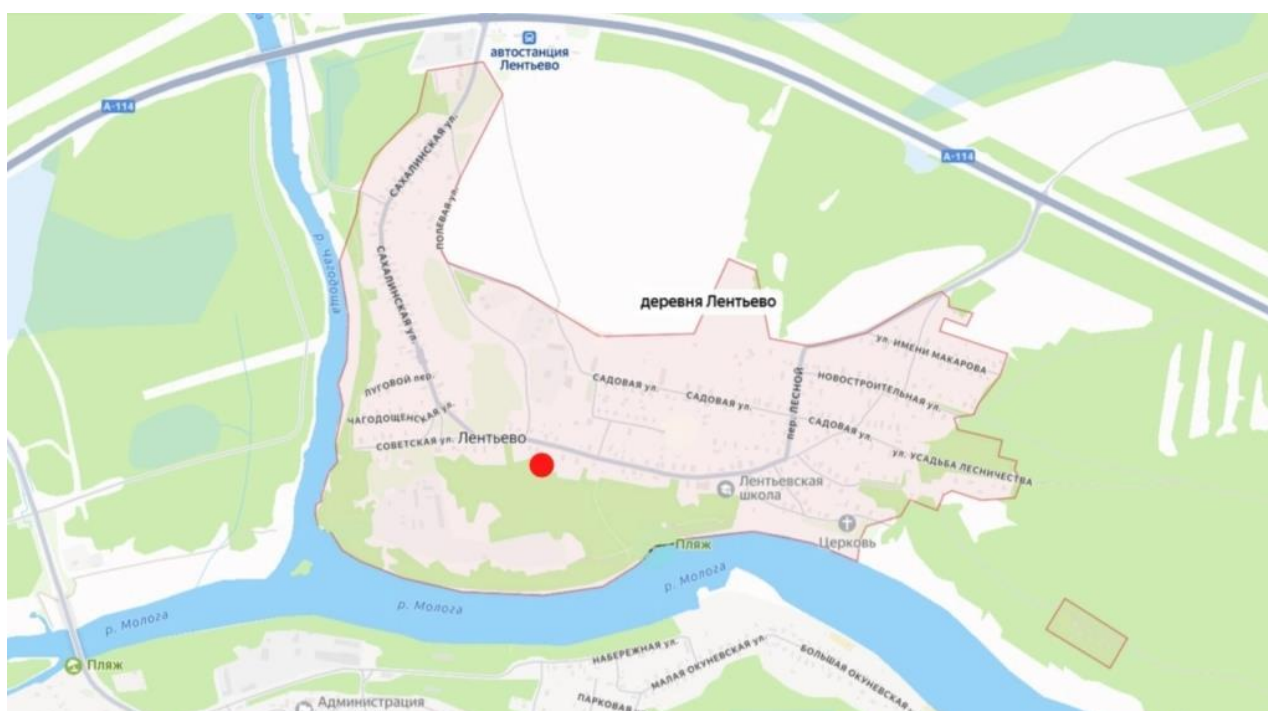 автостанция
Лентьево
А-114
А-114
САХАЛИНСКАЯ ул.
ПОЛЕВАЯ ул.
р. Чагодоща
САХАЛИНСКАЯ ул.
деревня Лентьево
ул. ИМЕНИ МАКАРОВА
ЛУГОВОЙ пер.
САДОВАЯ ул.
САДОВАЯ ул.
пер. ЛЕСНОЙ
НОВОСТРОИТЕЛЬНАЯ ул.
ЧАГОДОЩЕНСКАЯ ул.
САДОВАЯ ул.
СОВЕТСКАЯ ул.
Лентьево
ул. УСАДЬБА ЛЕСНИЧЕСТВА
Лентьевская
школа
Церковь
Пляж
р. Молога
р. Молога
р. Молога
Пляж
НАБЕРЕЖНАЯ ул.
МАЛАЯ ОКУНЕВСКАЯ ул.
БОЛЬШАЯ ОКУНЕВСКАЯ ул.
ПАРКОВАЯ
Администрация